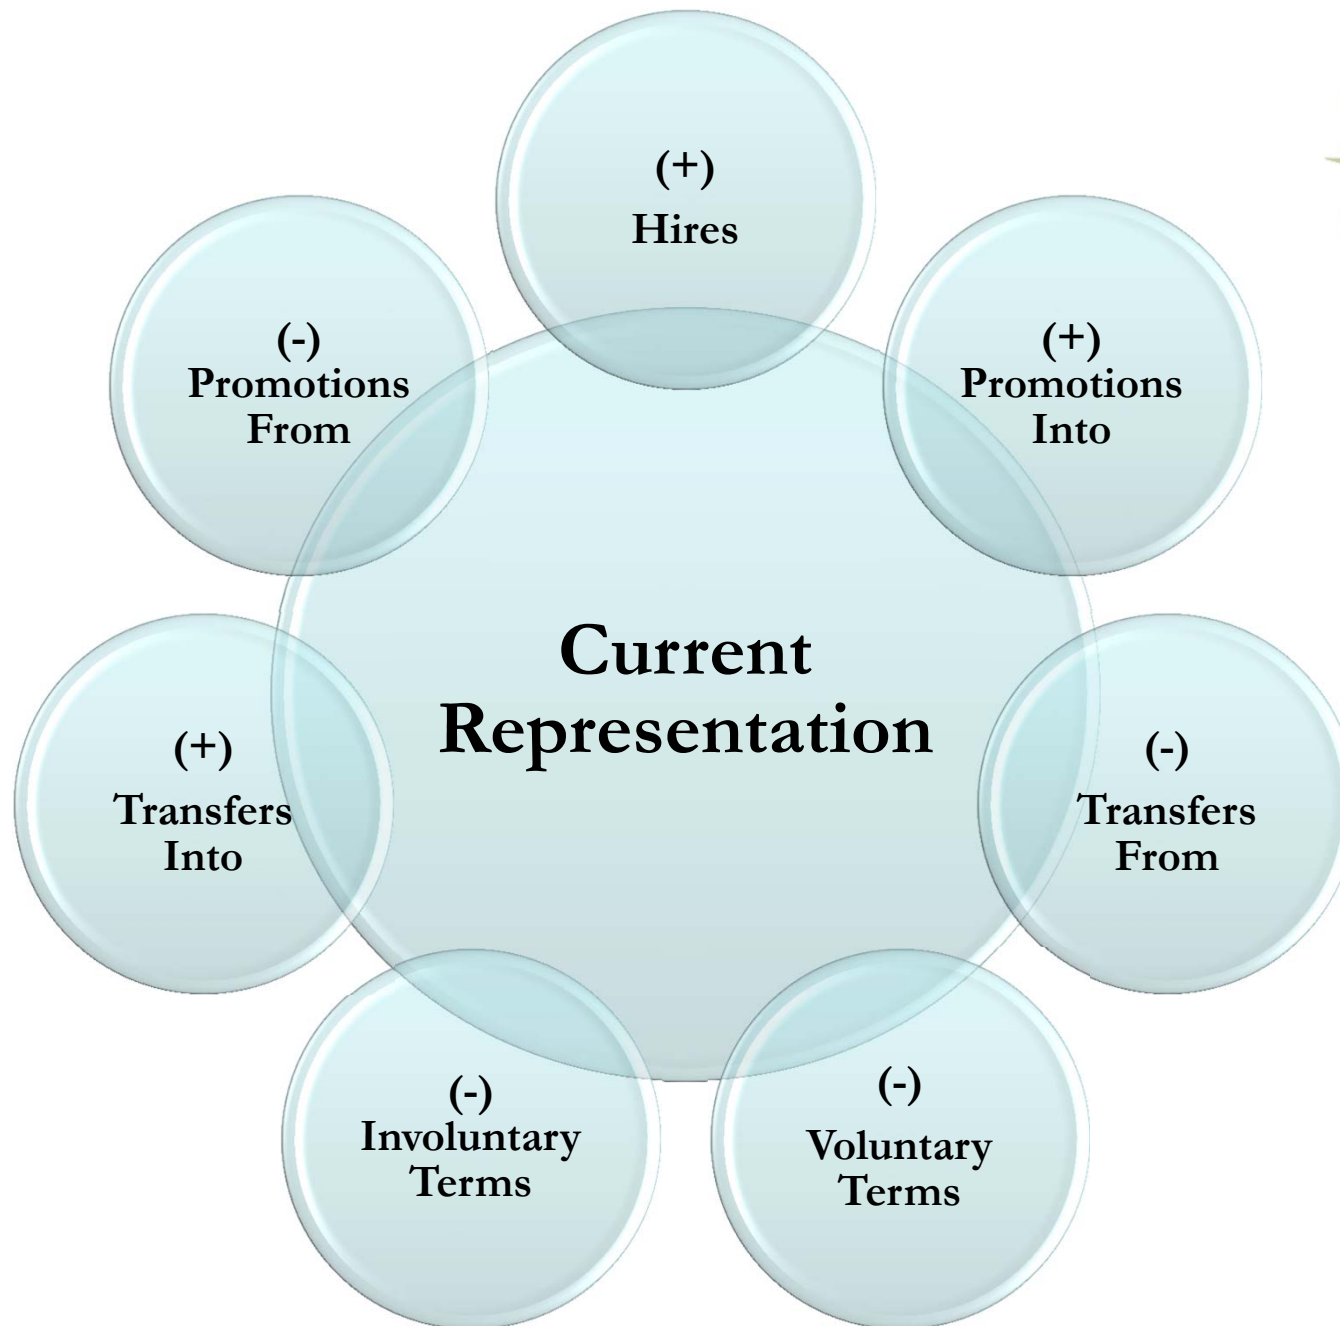 (+)
Hires
(-)
Promotions
From
(+)
Promotions
Into
Current
Representation
(+)
Transfers
Into
(-)
Transfers
From
(-)
Involuntary
Terms
(-)
Voluntary
Terms